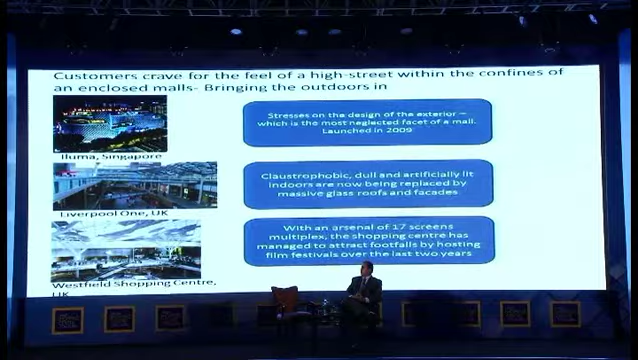 Customers crave for the feel of a high-street within the confines of
an enclosed malls- Bringing the outdoors in
Stresses on the design of the exterior –
which is the most neglected facet of a mall.
Launched in 2009
Iluma, Singapore
Claustrophobic, dull and artificially lit
indoors are now being replaced by
massive glass roofs and facades
Liverpool One, UK
With an arsenal of 17 screens
multiplex, the shopping centre has
managed to attract footfalls by hosting
film festivals over the last two years
Westfield Shopping Centre,
UK